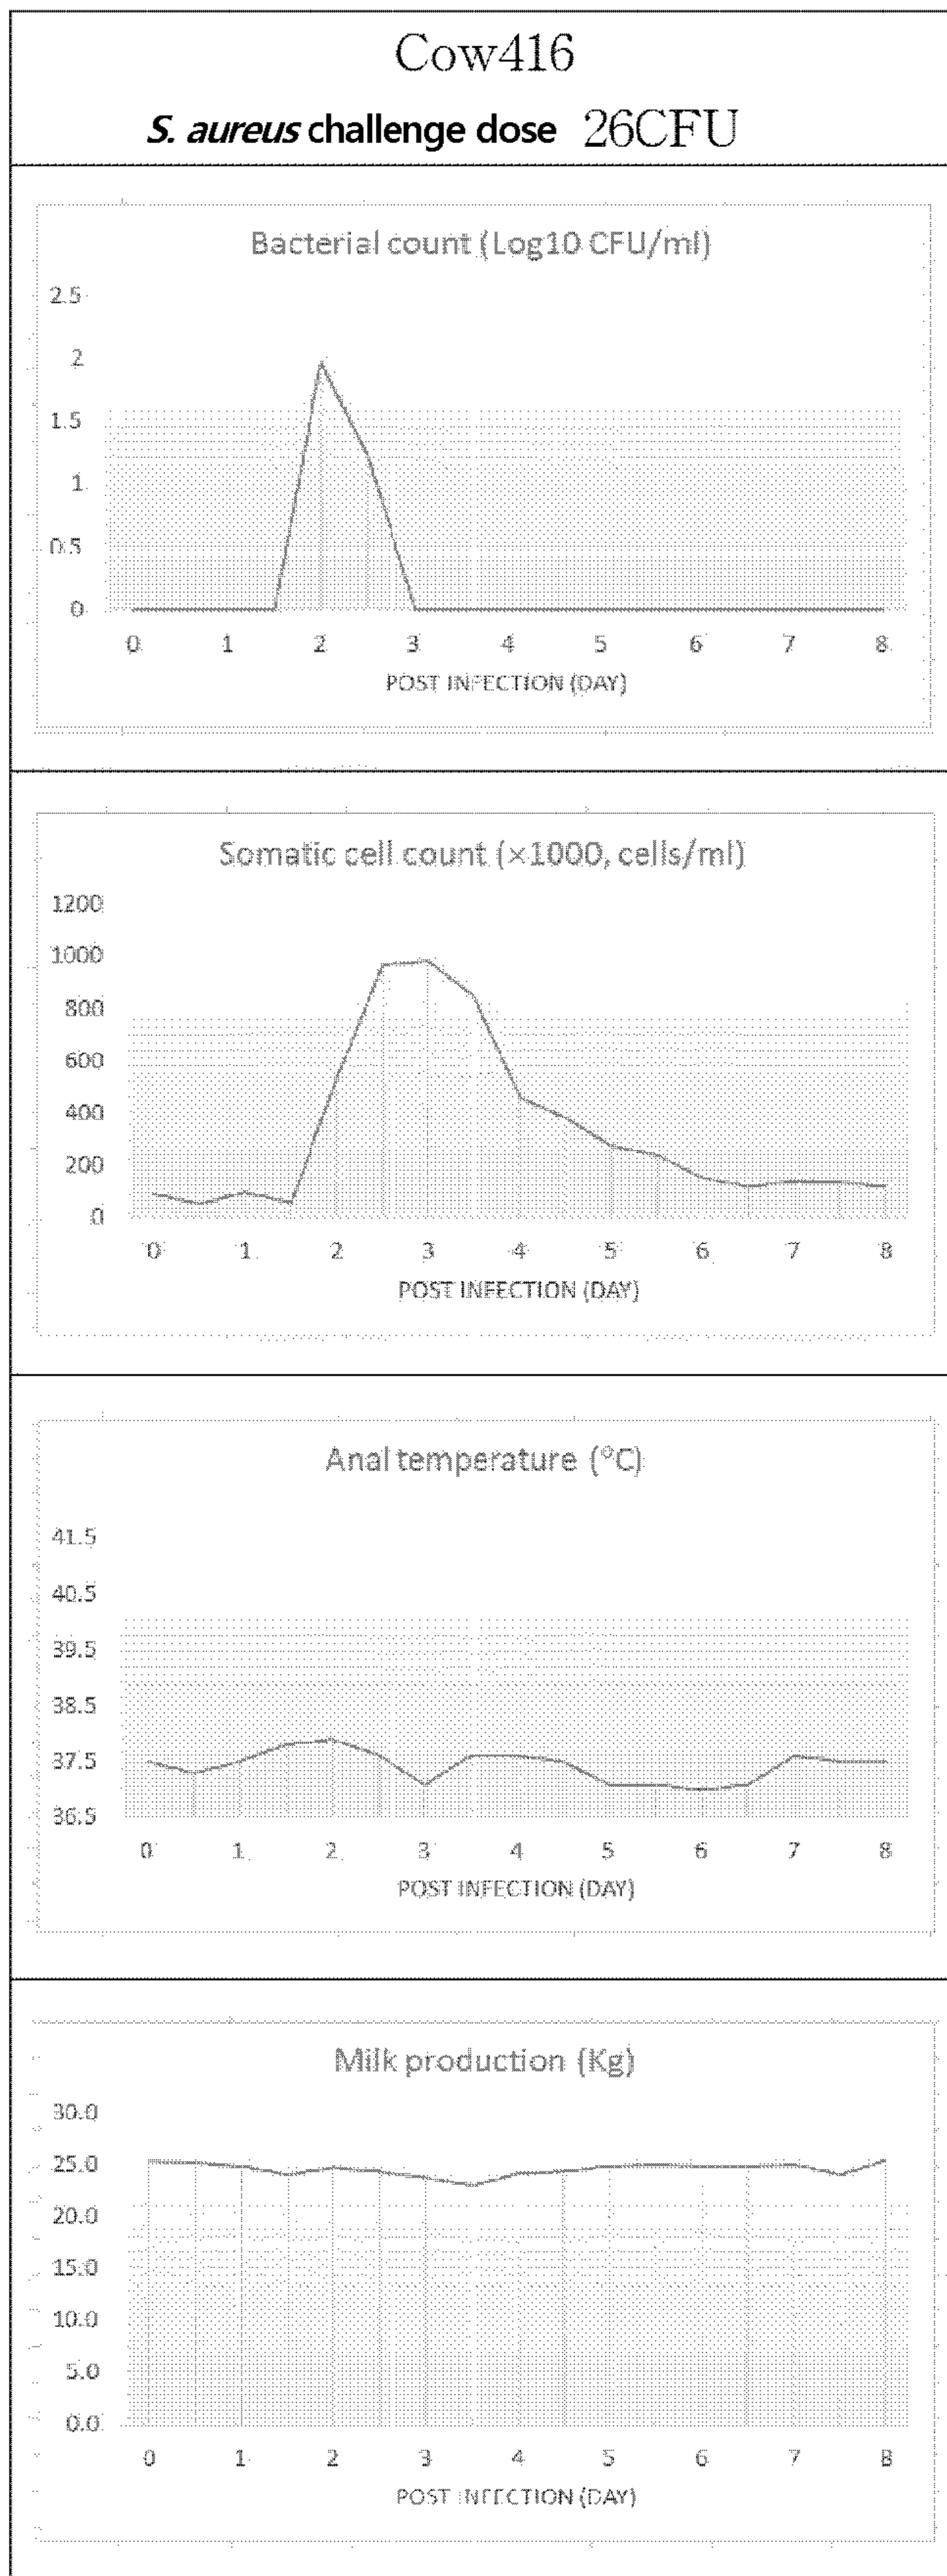 Cow416
S. aureus challenge dose 26CFU
Bacterial count (Log10 CFU/ml)
2.5
2
1.5
1
0.5
0
0 1 2 3 4 5 6 7 8
POST INFECTION (DAY)
Somatic cell count (×1000, cells/ml)
1200
1000
800
600
400
200
0
0 1 2 3 4 5 6 7 8
POST INFECTION (DAY)
Anal temperature (°C)
41.5
40.5
39.5
38.5
37.5
36.5
0 1 2 3 4 5 6 7 8
POST INFECTION (DAY)
Milk production (Kg)
30.0
25.0
20.0
15.0
10.0
5.0
0.0
0 1 2 3 4 5 6 7 8
POST INFECTION (DAY)